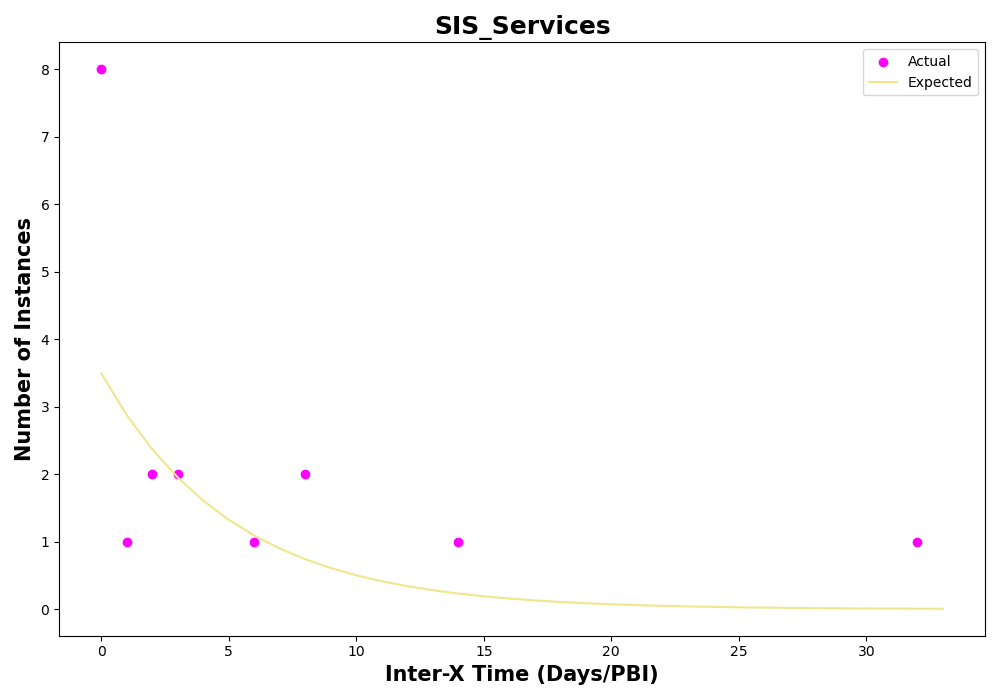 SIS_Services
Actual
Expected
8
7
6
5
4
3
2
1
0
Number of Instances
0 5 10 15 20 25 30
Inter-X Time (Days/PBI)